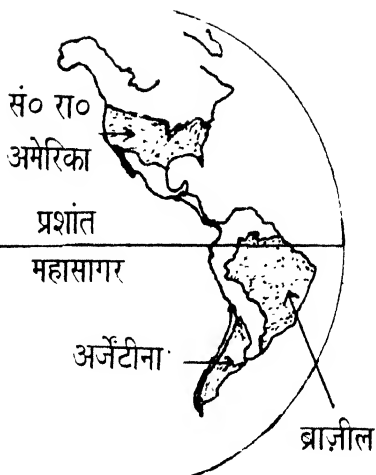 सं० रा०
अमेरिका
प्रशांत
महासागर
अर्जेंटीना
ब्राज़ील